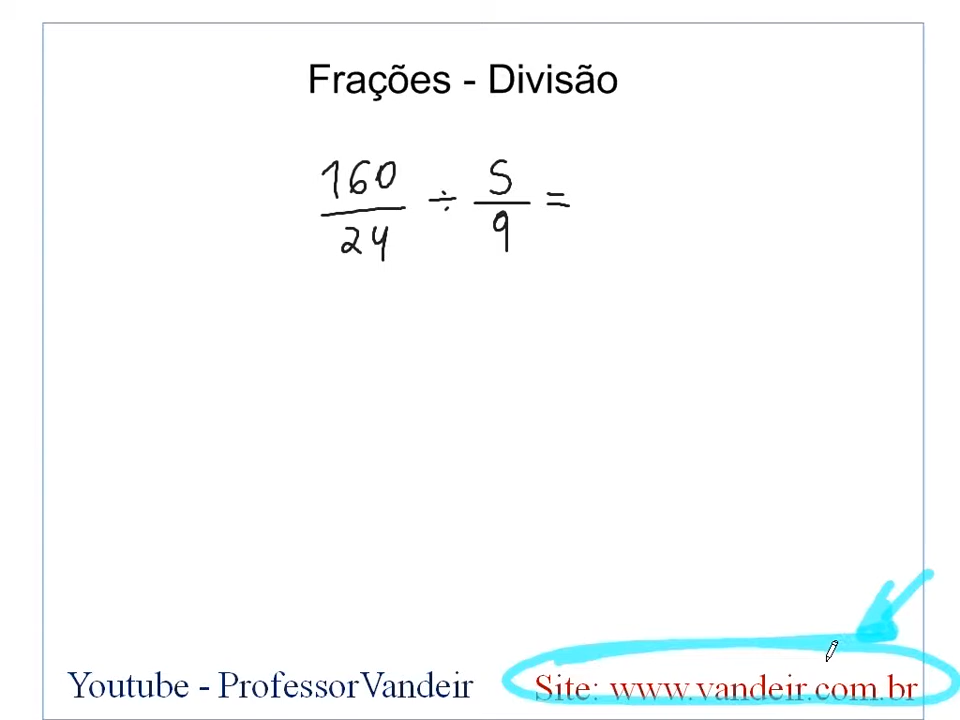 Frações - Divisão
160/24 ÷ 5/9 =
Youtube - ProfessorVandeir
Site: www.vandeir.com.br